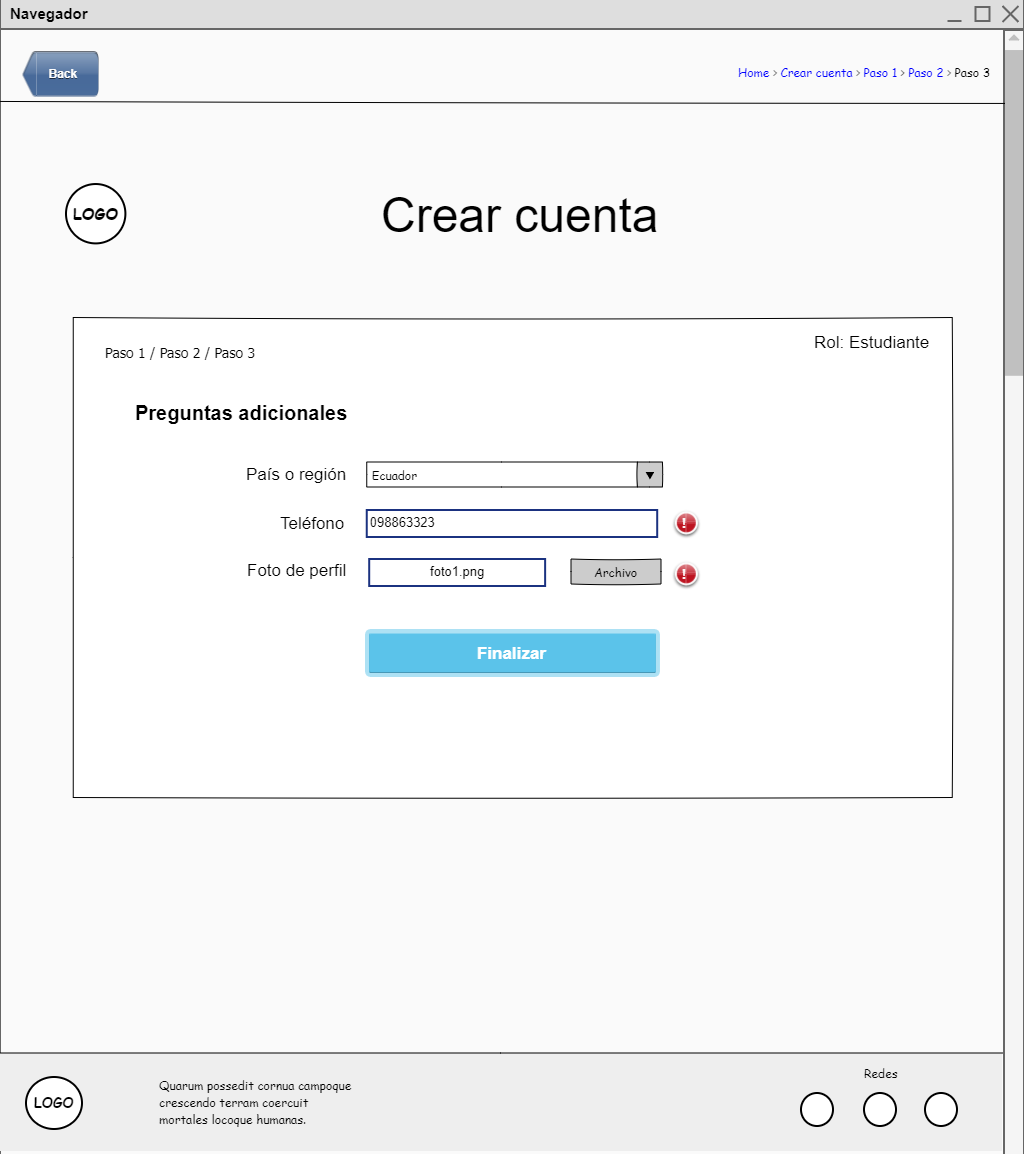 Navegador
Back
Home > Crear cuenta > Paso 1 > Paso 2 > Paso 3
LOGO
Crear cuenta
Paso 1 / Paso 2 / Paso 3
Rol: Estudiante
Preguntas adicionales
País o región
Ecuador
Teléfono
098863323
!
Foto de perfil
foto1.png
Archivo
!
Finalizar
LOGO
Quarum possedit cornua campoque
crescendo terram coercuit
mortales locoque humanas.
Redes